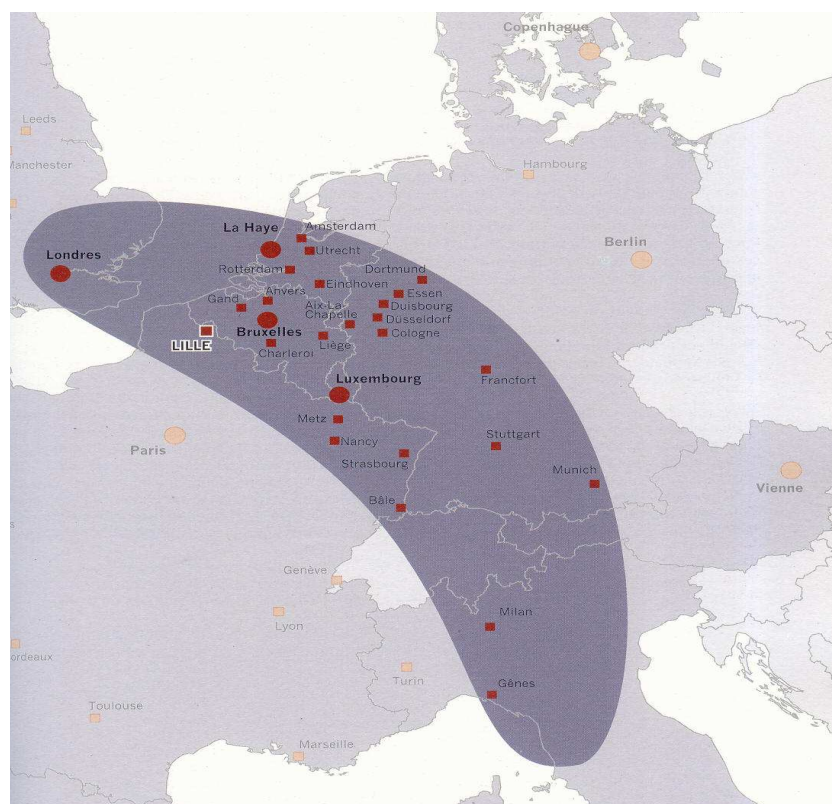 Copenhague
Leeds
Manchester
Hambourg
La Haye
Amsterdam
Utrecht
Berlin
Londres
Rotterdam
Dortmund
Eindhoven
Essen
Anvers
Gand
Aix-La-
Chapelle
Duisbourg
Düsseldorf
Bruxelles
Cologne
LILLE
Liège
Charleroi
Luxembourg
Francfort
Metz
Paris
Nancy
Stuttgart
Strasbourg
Munich
Vienne
Bâle
Genève
Milan
Lyon
ordeaux
Turin
Gênes
Toulouse
Marseille